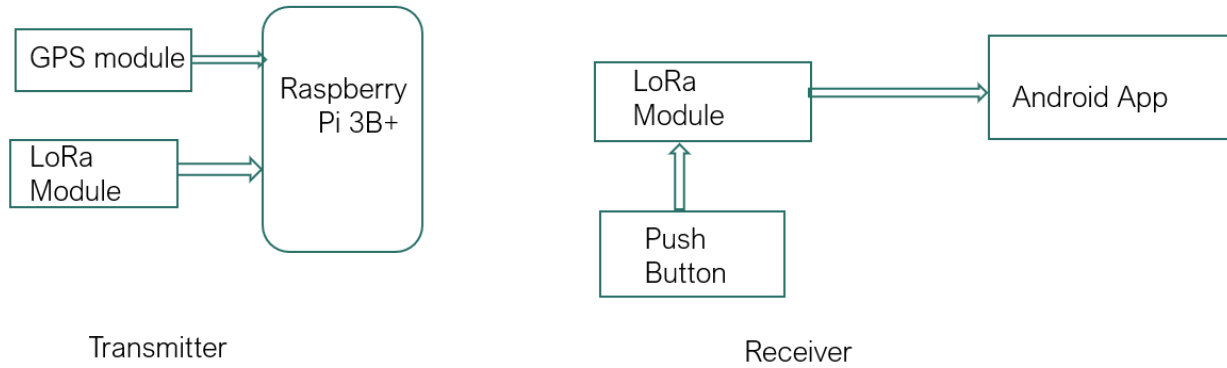 GPS module
Raspberry
Pi 3B+
LoRa
Module
Transmitter
LoRa
Module
Android App
Push
Button
Receiver